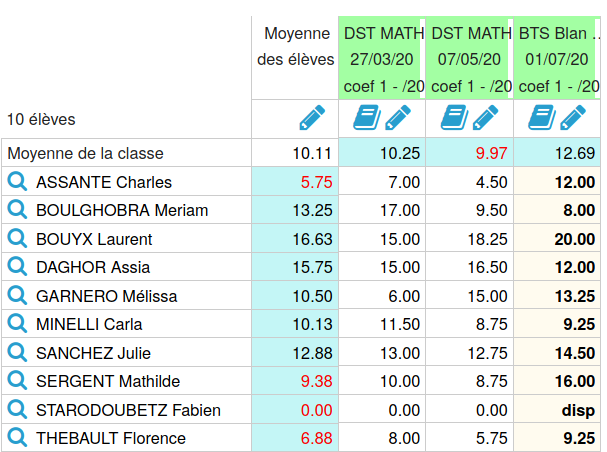 Moyenne des élèves DST MATH 27/03/20 coef 1 - /20 DST MATH 07/05/20 coef 1 - /20 BTS Blan .. 01/07/20 coef 1 - /20
10 élèves
Moyenne de la classe 10.11 10.25 9.97 12.69
ASSANTE Charles 5.75 7.00 4.50 12.00
BOULGHOBRA Meriam 13.25 17.00 9.50 8.00
BOUYX Laurent 16.63 15.00 18.25 20.00
DAGHOR Assia 15.75 15.00 16.50 12.00
GARNERO Mélissa 10.50 6.00 15.00 13.25
MINELLI Carla 10.13 11.50 8.75 9.25
SANCHEZ Julie 12.88 13.00 12.75 14.50
SERGENT Mathilde 9.38 10.00 8.75 16.00
STARODOUBETZ Fabien 0.00 0.00 0.00 disp
THEBAULT Florence 6.88 8.00 5.75 9.25